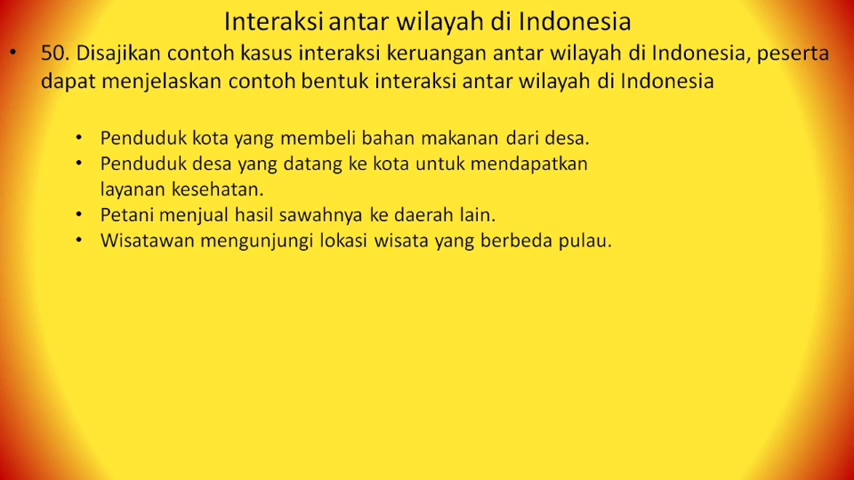 Interaksi antar wilayah di Indonesia
• 50. Disajikan contoh kasus interaksi keruangan antar wilayah di Indonesia, peserta
dapat menjelaskan contoh bentuk interaksi antar wilayah di Indonesia
• Penduduk kota yang membeli bahan makanan dari desa.
• Penduduk desa yang datang ke kota untuk mendapatkan
layanan kesehatan.
• Petani menjual hasil sawahnya ke daerah lain.
• Wisatawan mengunjungi lokasi wisata yang berbeda pulau.